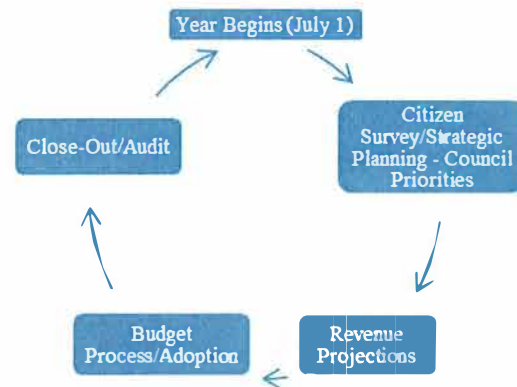 Year Begins (July 1)
Citizen
Survey/Strategic
Planning - Council
Priorities
Revenue
Projections
Budget
Process/Adoption
Close-Out/Audit